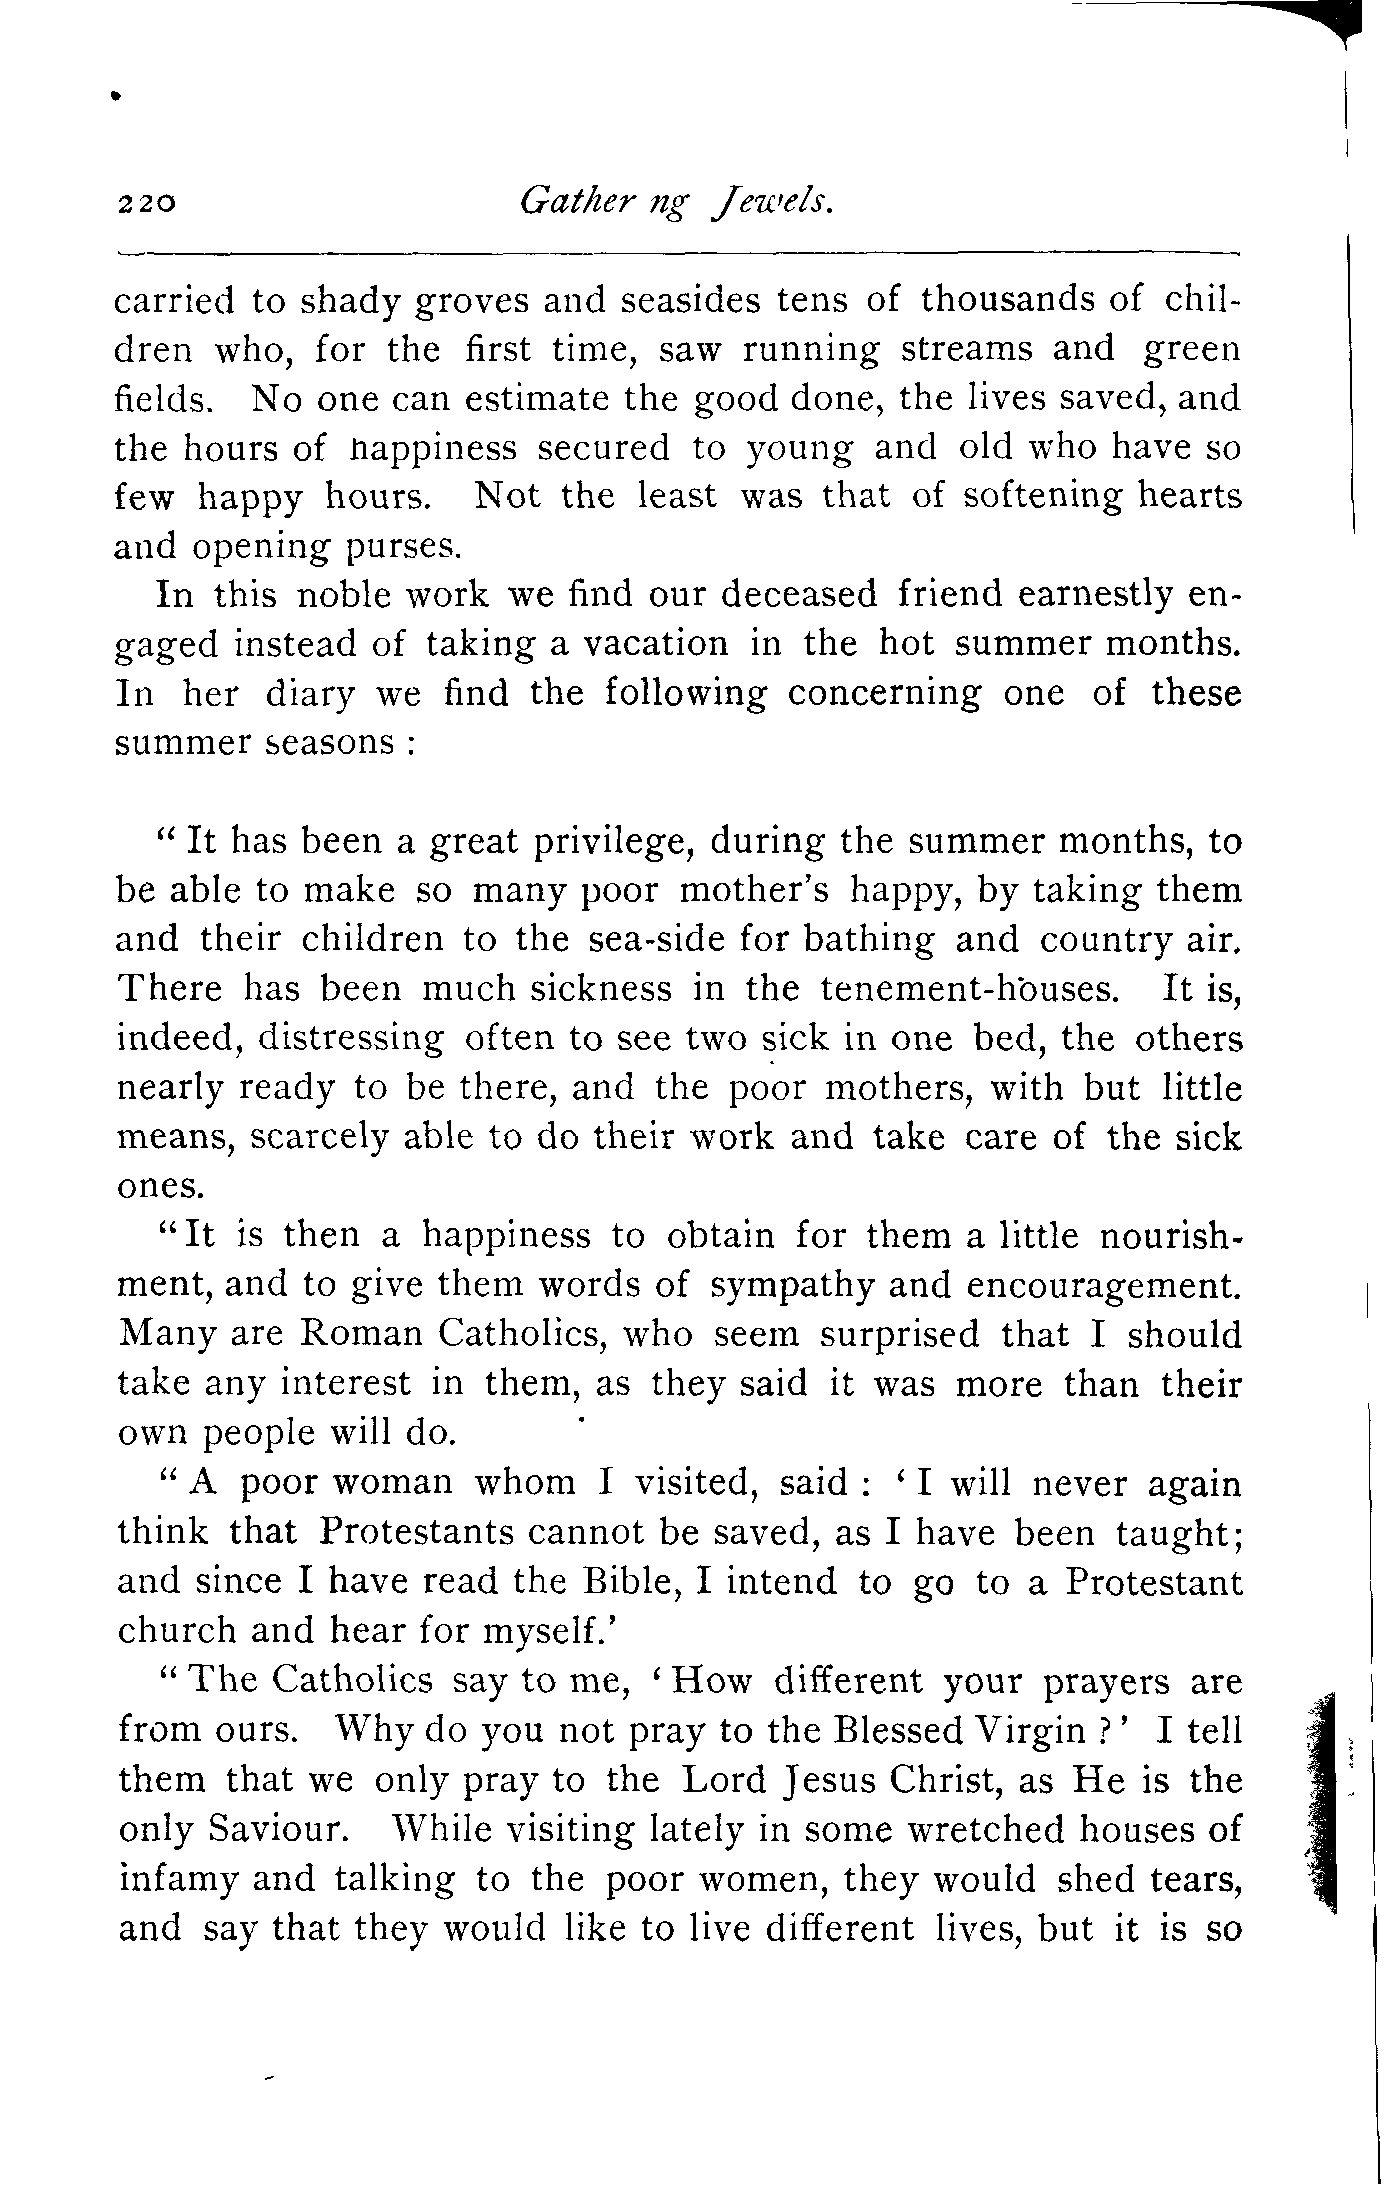 220 Gather ng Jewels.
carried to shady groves and seasides tens of thousands of chil-
dren who, for the first time, saw running streams and green
fields. No one can estimate the good done, the lives saved, and
the hours of happiness secured to young and old who have so
few happy hours. Not the least was that of softening hearts
and opening purses.
In this noble work we find our deceased friend earnestly en-
gaged instead of taking a vacation in the hot summer months.
In her diary we find the following concerning one of these
summer seasons :
" It has been a great privilege, during the summer months, to
be able to make so many poor mother's happy, by taking them
and their children to the sea-side for bathing and country air.
There has been much sickness in the tenement-houses. It is,
indeed, distressing often to see two sick in one bed, the others
nearly ready to be there, and the poor mothers, with but little
means, scarcely able to do their work and take care of the sick
ones.
" It is then a happiness to obtain for them a little nourish-
ment, and to give them words of sympathy and encouragement.
Many are Roman Catholics, who seem surprised that I should
take any interest in them, as they said it was more than their
own people will do.
" A poor woman whom I visited, said : ' I will never again
think that Protestants cannot be saved, as I have been taught;
and since I have read the Bible, I intend to go to a Protestant
church and hear for myself.'
" The Catholics say to me, ' How different your prayers are
from ours. Why do you not pray to the Blessed Virgin ? ' I tell
them that we only pray to the Lord Jesus Christ, as He is the
only Saviour. While visiting lately in some wretched houses of
infamy and talking to the poor women, they would shed tears,
and say that they would like to live different lives, but it is so